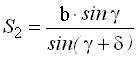 S₂ = b · sin γ / sin(γ + δ)